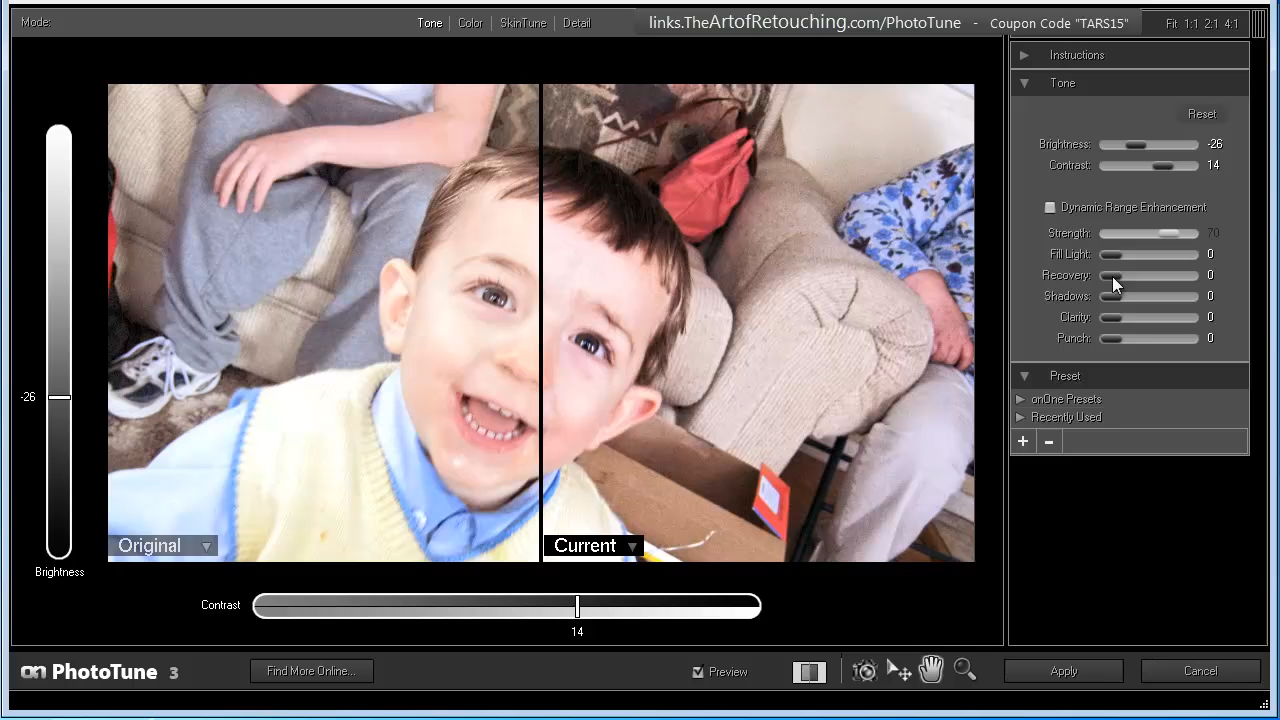 Mode:
Tone Color SkinTune Detail
links.TheArtofRetouching.com/PhotoTune - Coupon Code "TARS15"
Fit 1:1 2:1 4:1
Instructions
Tone
Reset
Brightness: -26
Contrast: 14
Dynamic Range Enhancement
Strength: 70
Fill Light: 0
Recovery: 0
Shadows: 0
Clarity: 0
Punch: 0
Preset
onOne Presets
Recently Used
+ -
-26
Brightness
Original
Current
Contrast
14
on PhotoTune 3
Find More Online...
Preview
Apply
Cancel